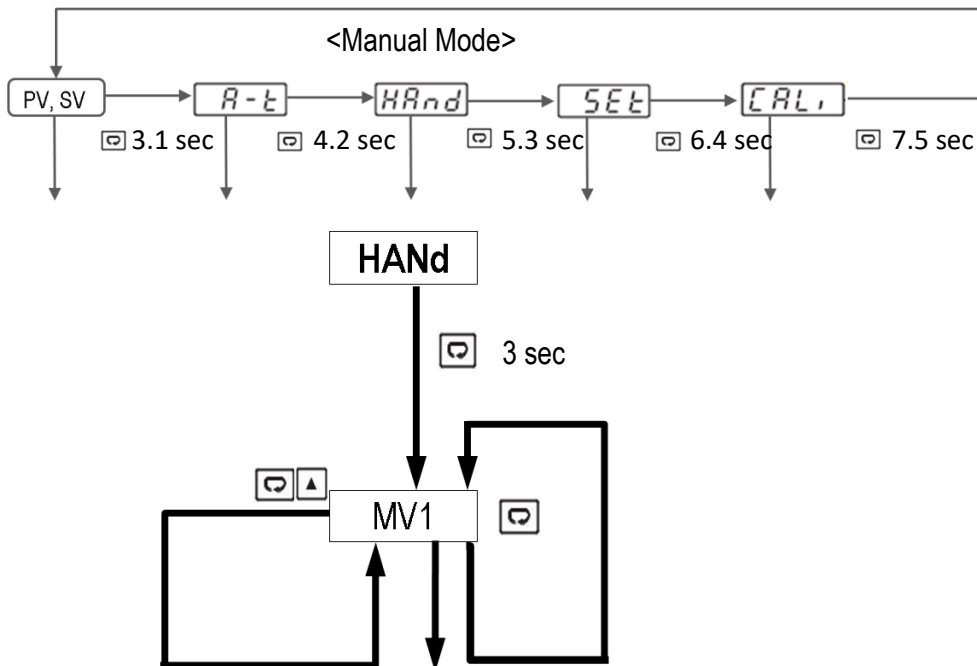 <Manual Mode>
PV, SV A-t HAnd SEt CALi
3.1 sec 4.2 sec 5.3 sec 6.4 sec 7.5 sec
HANd
3 sec
MV1